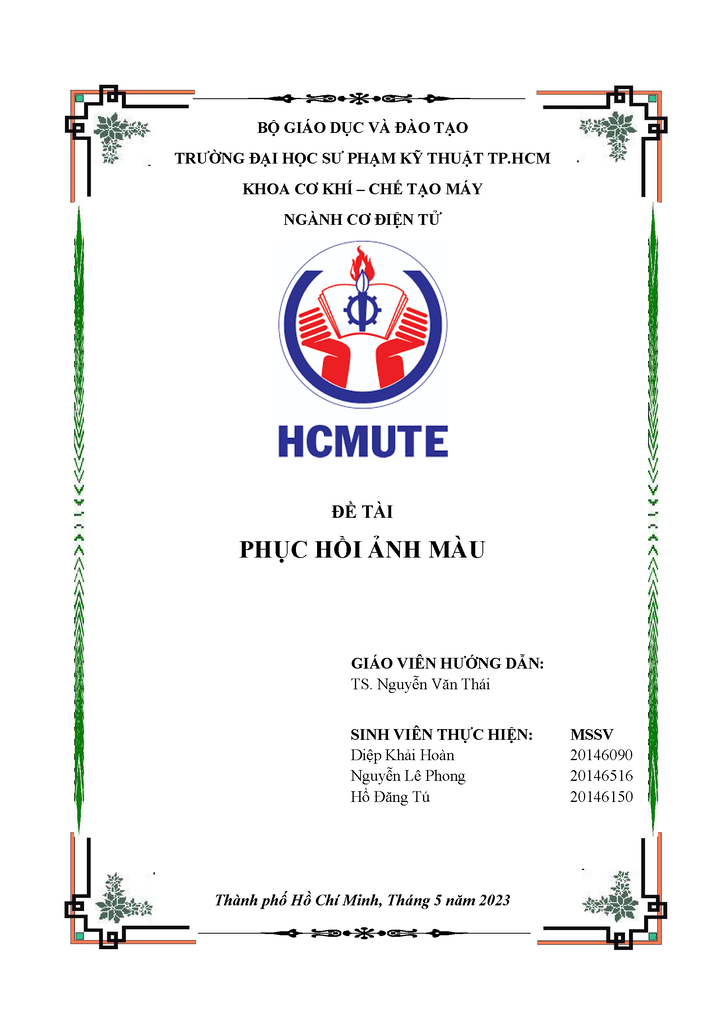 BỘ GIÁO DỤC VÀ ĐÀO TẠO
TRƯỜNG ĐẠI HỌC SƯ PHẠM KỸ THUẬT TP.HCM
KHOA CƠ KHÍ – CHẾ TẠO MÁY
NGÀNH CƠ ĐIỆN TỬ
HCMUTE
ĐỀ TÀI
PHỤC HỒI ẢNH MÀU
GIÁO VIÊN HƯỚNG DẪN:
TS. Nguyễn Văn Thái
SINH VIÊN THỰC HIỆN: MSSV
Diệp Khải Hoàn 20146090
Nguyễn Lê Phong 20146516
Hồ Đăng Tú 20146150
Thành phố Hồ Chí Minh, Tháng 5 năm 2023